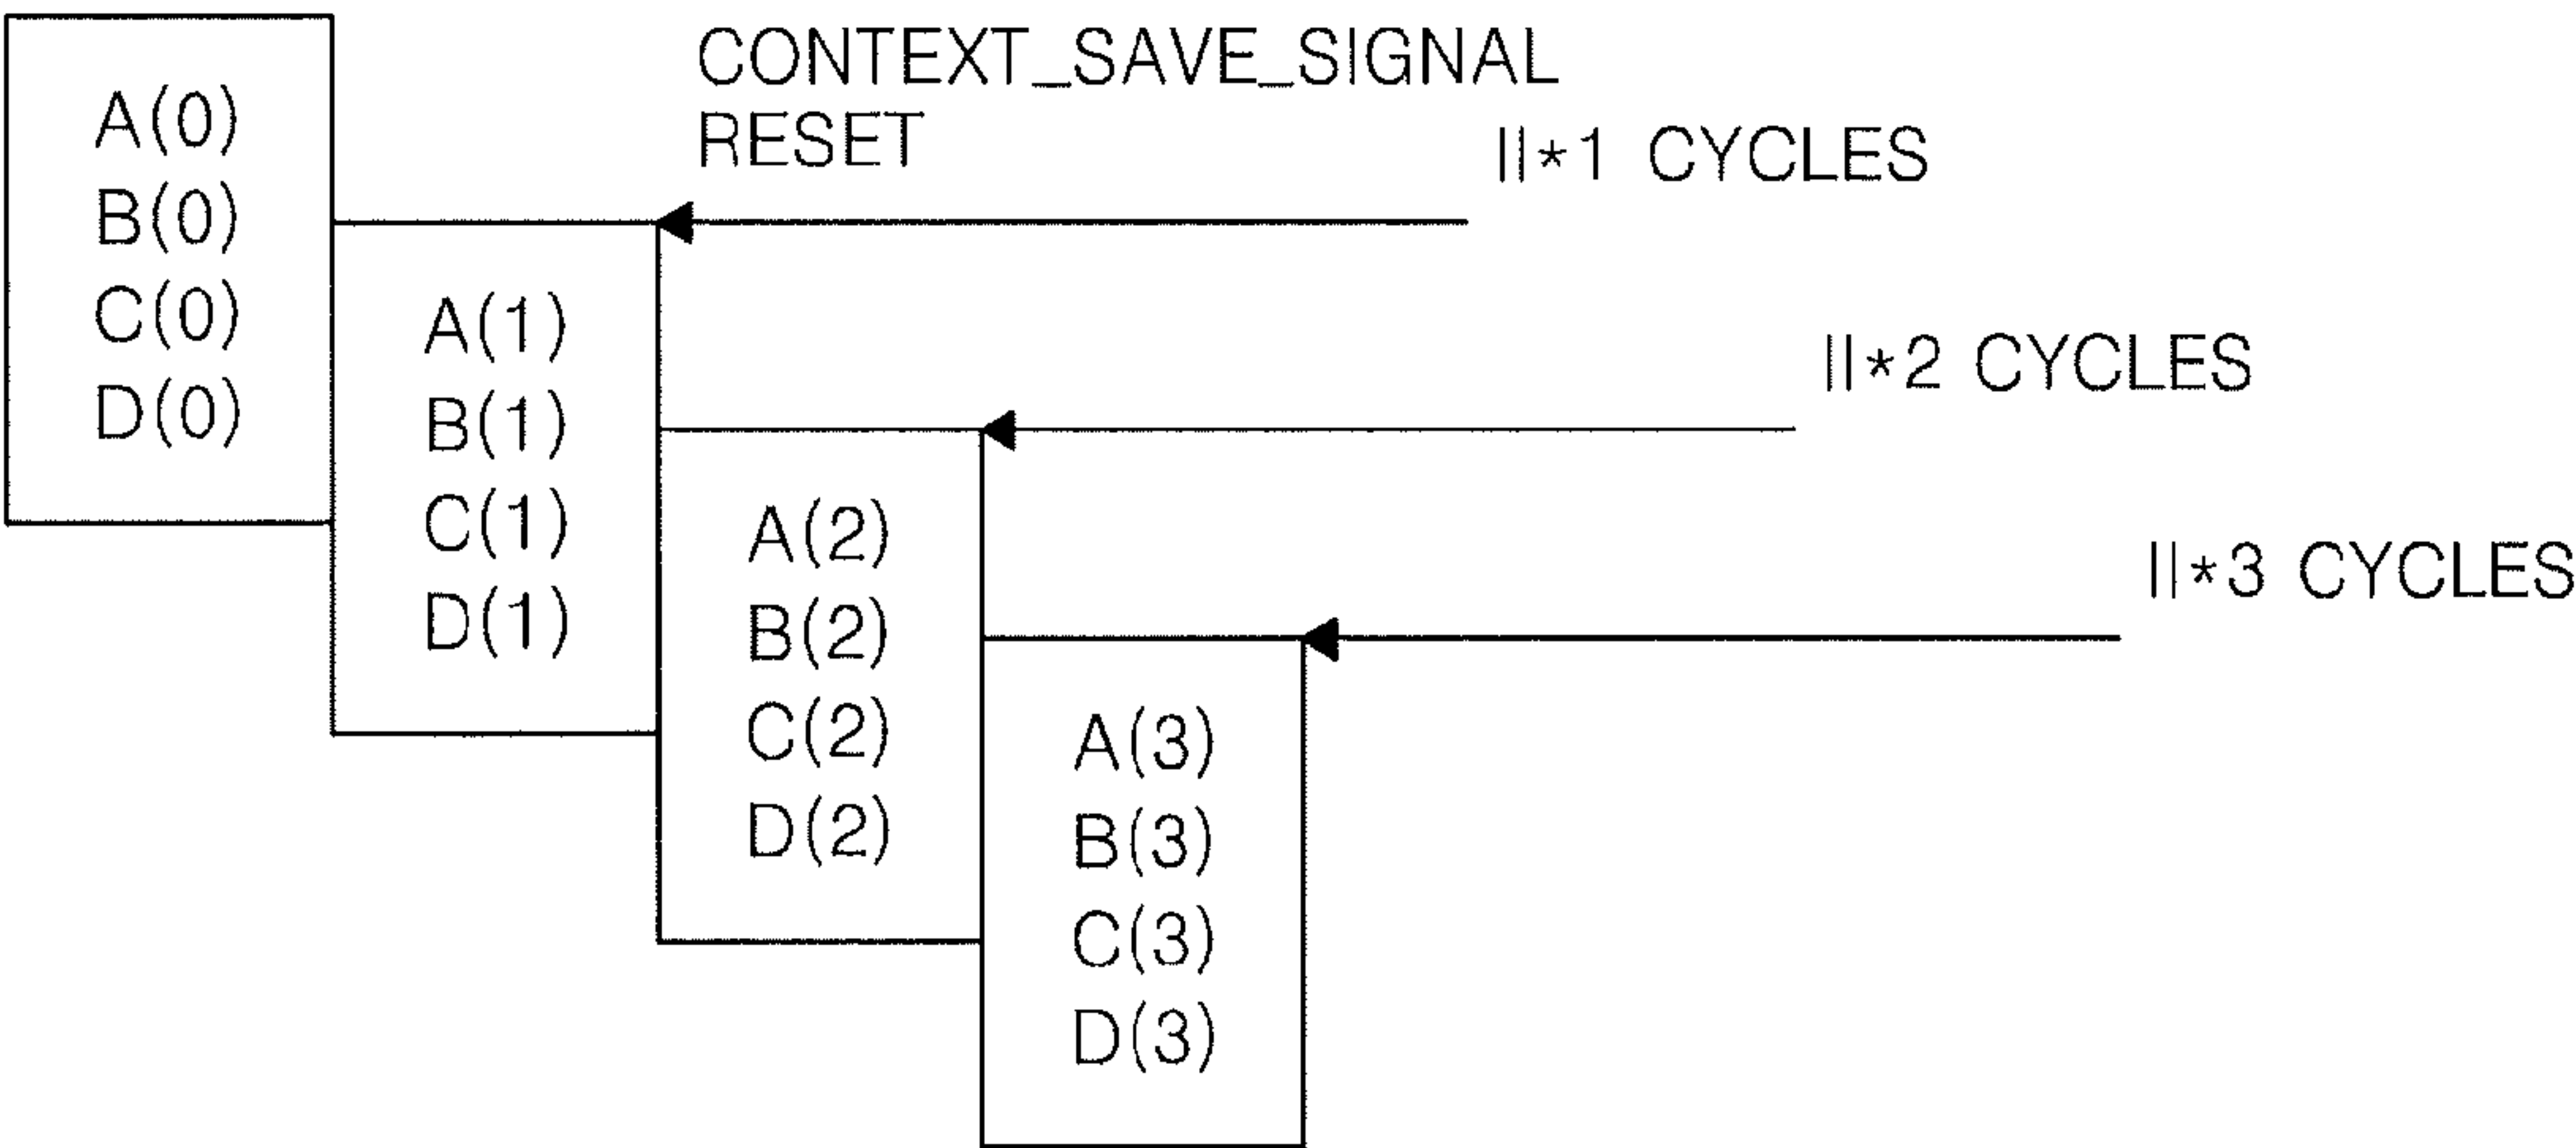 A(0)
B(0)
C(0)
D(0)
CONTEXT_SAVE_SIGNAL
RESET
II*1 CYCLES
A(1)
B(1)
C(1)
D(1)
II*2 CYCLES
A(2)
B(2)
C(2)
D(2)
II*3 CYCLES
A(3)
B(3)
C(3)
D(3)